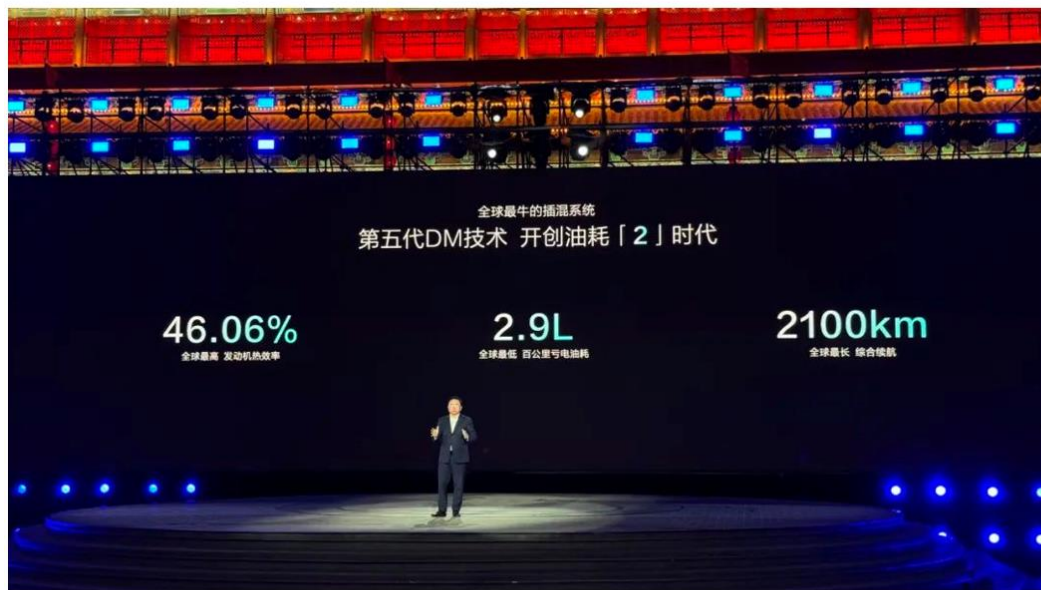 全球最牛的插混系统
第五代DM技术 开创油耗「2」时代
46.06%
全球最高 发动机热效率
2.9L
全球最低 百公里亏电油耗
2100km
全球最长 综合续航